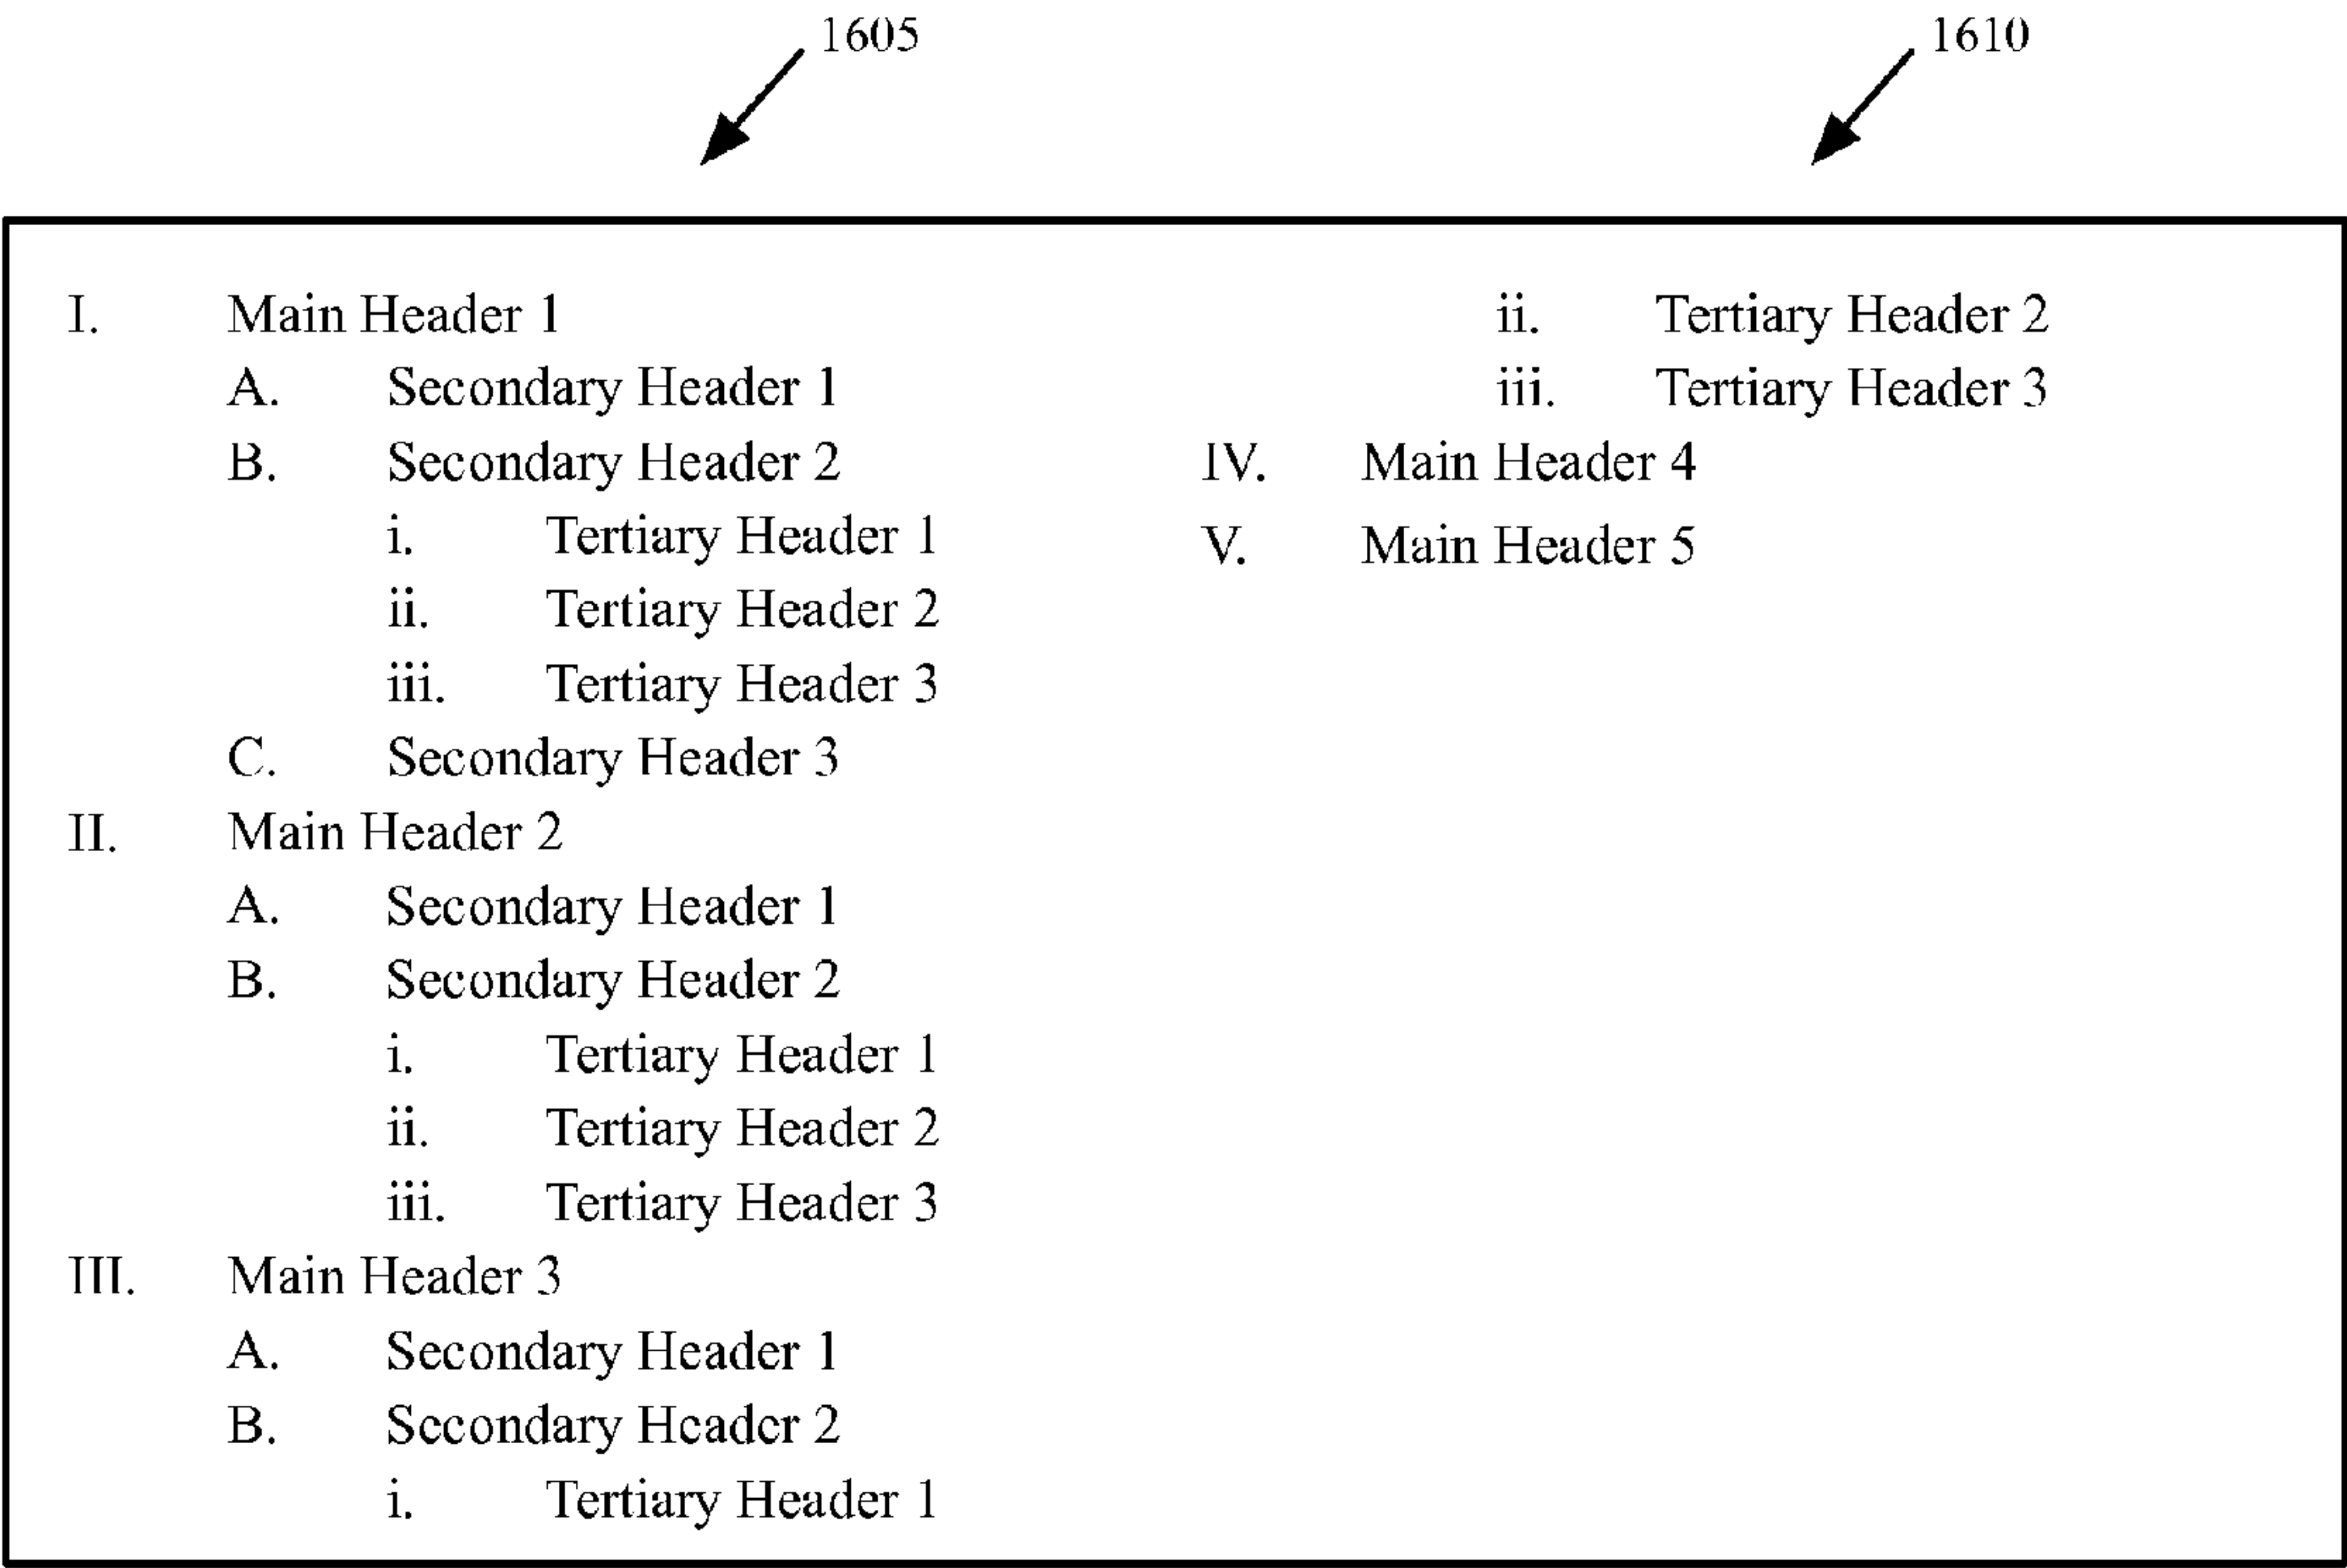 1605
1610
I. Main Header 1
A. Secondary Header 1
B. Secondary Header 2
i. Tertiary Header 1
ii. Tertiary Header 2
iii. Tertiary Header 3
C. Secondary Header 3
II. Main Header 2
A. Secondary Header 1
B. Secondary Header 2
i. Tertiary Header 1
ii. Tertiary Header 2
iii. Tertiary Header 3
III. Main Header 3
A. Secondary Header 1
B. Secondary Header 2
i. Tertiary Header 1
ii. Tertiary Header 2
iii. Tertiary Header 3
IV. Main Header 4
V. Main Header 5